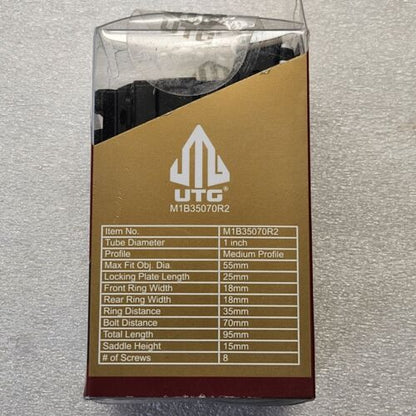 UTG
UTG®
M1B35070R2
Item No. M1B35070R2
Tube Diameter 1 inch
Profile Medium Profile
Max Fit Obj. Dia 55mm
Locking Plate Length 25mm
Front Ring Width 18mm
Rear Ring Width 18mm
Ring Distance 35mm
Bolt Distance 70mm
Total Length 95mm
Saddle Height 15mm
# of Screws 8